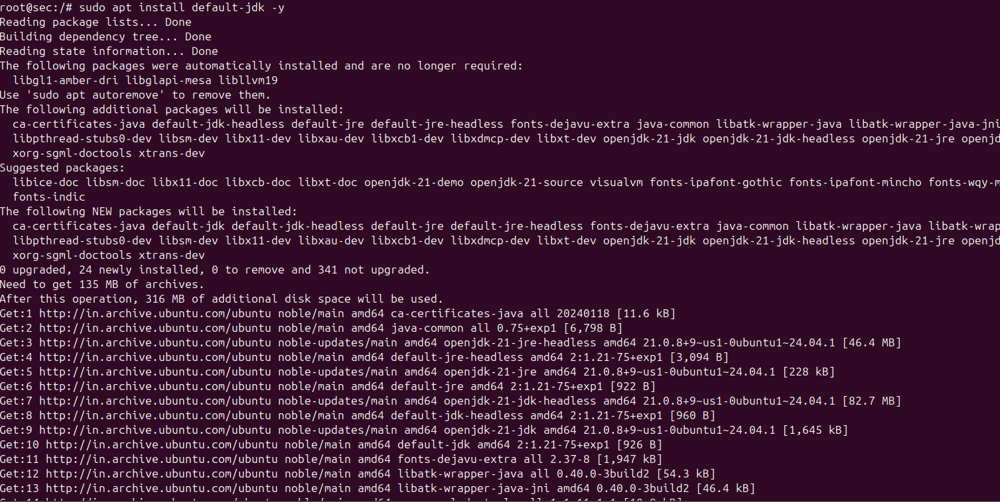 root@sec:/# sudo apt install default-jdk -y
Reading package lists... Done
Building dependency tree... Done
Reading state information... Done
The following packages were automatically installed and are no longer required:
  libgl1-amber-dri libglapi-mesa libllvm19
Use 'sudo apt autoremove' to remove them.
The following additional packages will be installed:
  ca-certificates-java default-jdk-headless default-jre default-jre-headless fonts-dejavu-extra java-common libatk-wrapper-java libatk-wrapper-java-jni
  libpthread-stubs0-dev libsm-dev libx11-dev libxau-dev libxcb1-dev libxdmcp-dev libxt-dev openjdk-21-jdk openjdk-21-jdk-headless openjdk-21-jre openjd
  xorg-sgml-doctools xtrans-dev
Suggested packages:
  libice-doc libsm-doc libx11-doc libxcb-doc libxt-doc openjdk-21-demo openjdk-21-source visualvm fonts-ipafont-gothic fonts-ipafont-mincho fonts-wqy-m
  fonts-indic
The following NEW packages will be installed:
  ca-certificates-java default-jdk default-jdk-headless default-jre default-jre-headless fonts-dejavu-extra java-common libatk-wrapper-java libatk-wrap
  libpthread-stubs0-dev libsm-dev libx11-dev libxau-dev libxcb1-dev libxdmcp-dev libxt-dev openjdk-21-jdk openjdk-21-jdk-headless openjdk-21-jre openjd
  xorg-sgml-doctools xtrans-dev
0 upgraded, 24 newly installed, 0 to remove and 341 not upgraded.
Need to get 135 MB of archives.
After this operation, 316 MB of additional disk space will be used.
Get:1 http://in.archive.ubuntu.com/ubuntu noble/main amd64 ca-certificates-java all 20240118 [11.6 kB]
Get:2 http://in.archive.ubuntu.com/ubuntu noble/main amd64 java-common all 0.75+exp1 [6,798 B]
Get:3 http://in.archive.ubuntu.com/ubuntu noble-updates/main amd64 openjdk-21-jre-headless amd64 21.0.8+9~us1-0ubuntu1~24.04.1 [46.4 MB]
Get:4 http://in.archive.ubuntu.com/ubuntu noble/main amd64 default-jre-headless amd64 2:1.21-75+exp1 [3,094 B]
Get:5 http://in.archive.ubuntu.com/ubuntu noble-updates/main amd64 openjdk-21-jre amd64 21.0.8+9~us1-0ubuntu1~24.04.1 [228 kB]
Get:6 http://in.archive.ubuntu.com/ubuntu noble/main amd64 default-jre amd64 2:1.21-75+exp1 [922 B]
Get:7 http://in.archive.ubuntu.com/ubuntu noble-updates/main amd64 openjdk-21-jdk-headless amd64 21.0.8+9~us1-0ubuntu1~24.04.1 [82.7 MB]
Get:8 http://in.archive.ubuntu.com/ubuntu noble/main amd64 default-jdk-headless amd64 2:1.21-75+exp1 [960 B]
Get:9 http://in.archive.ubuntu.com/ubuntu noble-updates/main amd64 openjdk-21-jdk amd64 21.0.8+9~us1-0ubuntu1~24.04.1 [1,645 kB]
Get:10 http://in.archive.ubuntu.com/ubuntu noble/main amd64 default-jdk amd64 2:1.21-75+exp1 [926 B]
Get:11 http://in.archive.ubuntu.com/ubuntu noble/main amd64 fonts-dejavu-extra all 2.37-8 [1,947 kB]
Get:12 http://in.archive.ubuntu.com/ubuntu noble/main amd64 libatk-wrapper-java all 0.40.0-3build2 [54.3 kB]
Get:13 http://in.archive.ubuntu.com/ubuntu noble/main amd64 libatk-wrapper-java-jni amd64 0.40.0-3build2 [46.4 kB]